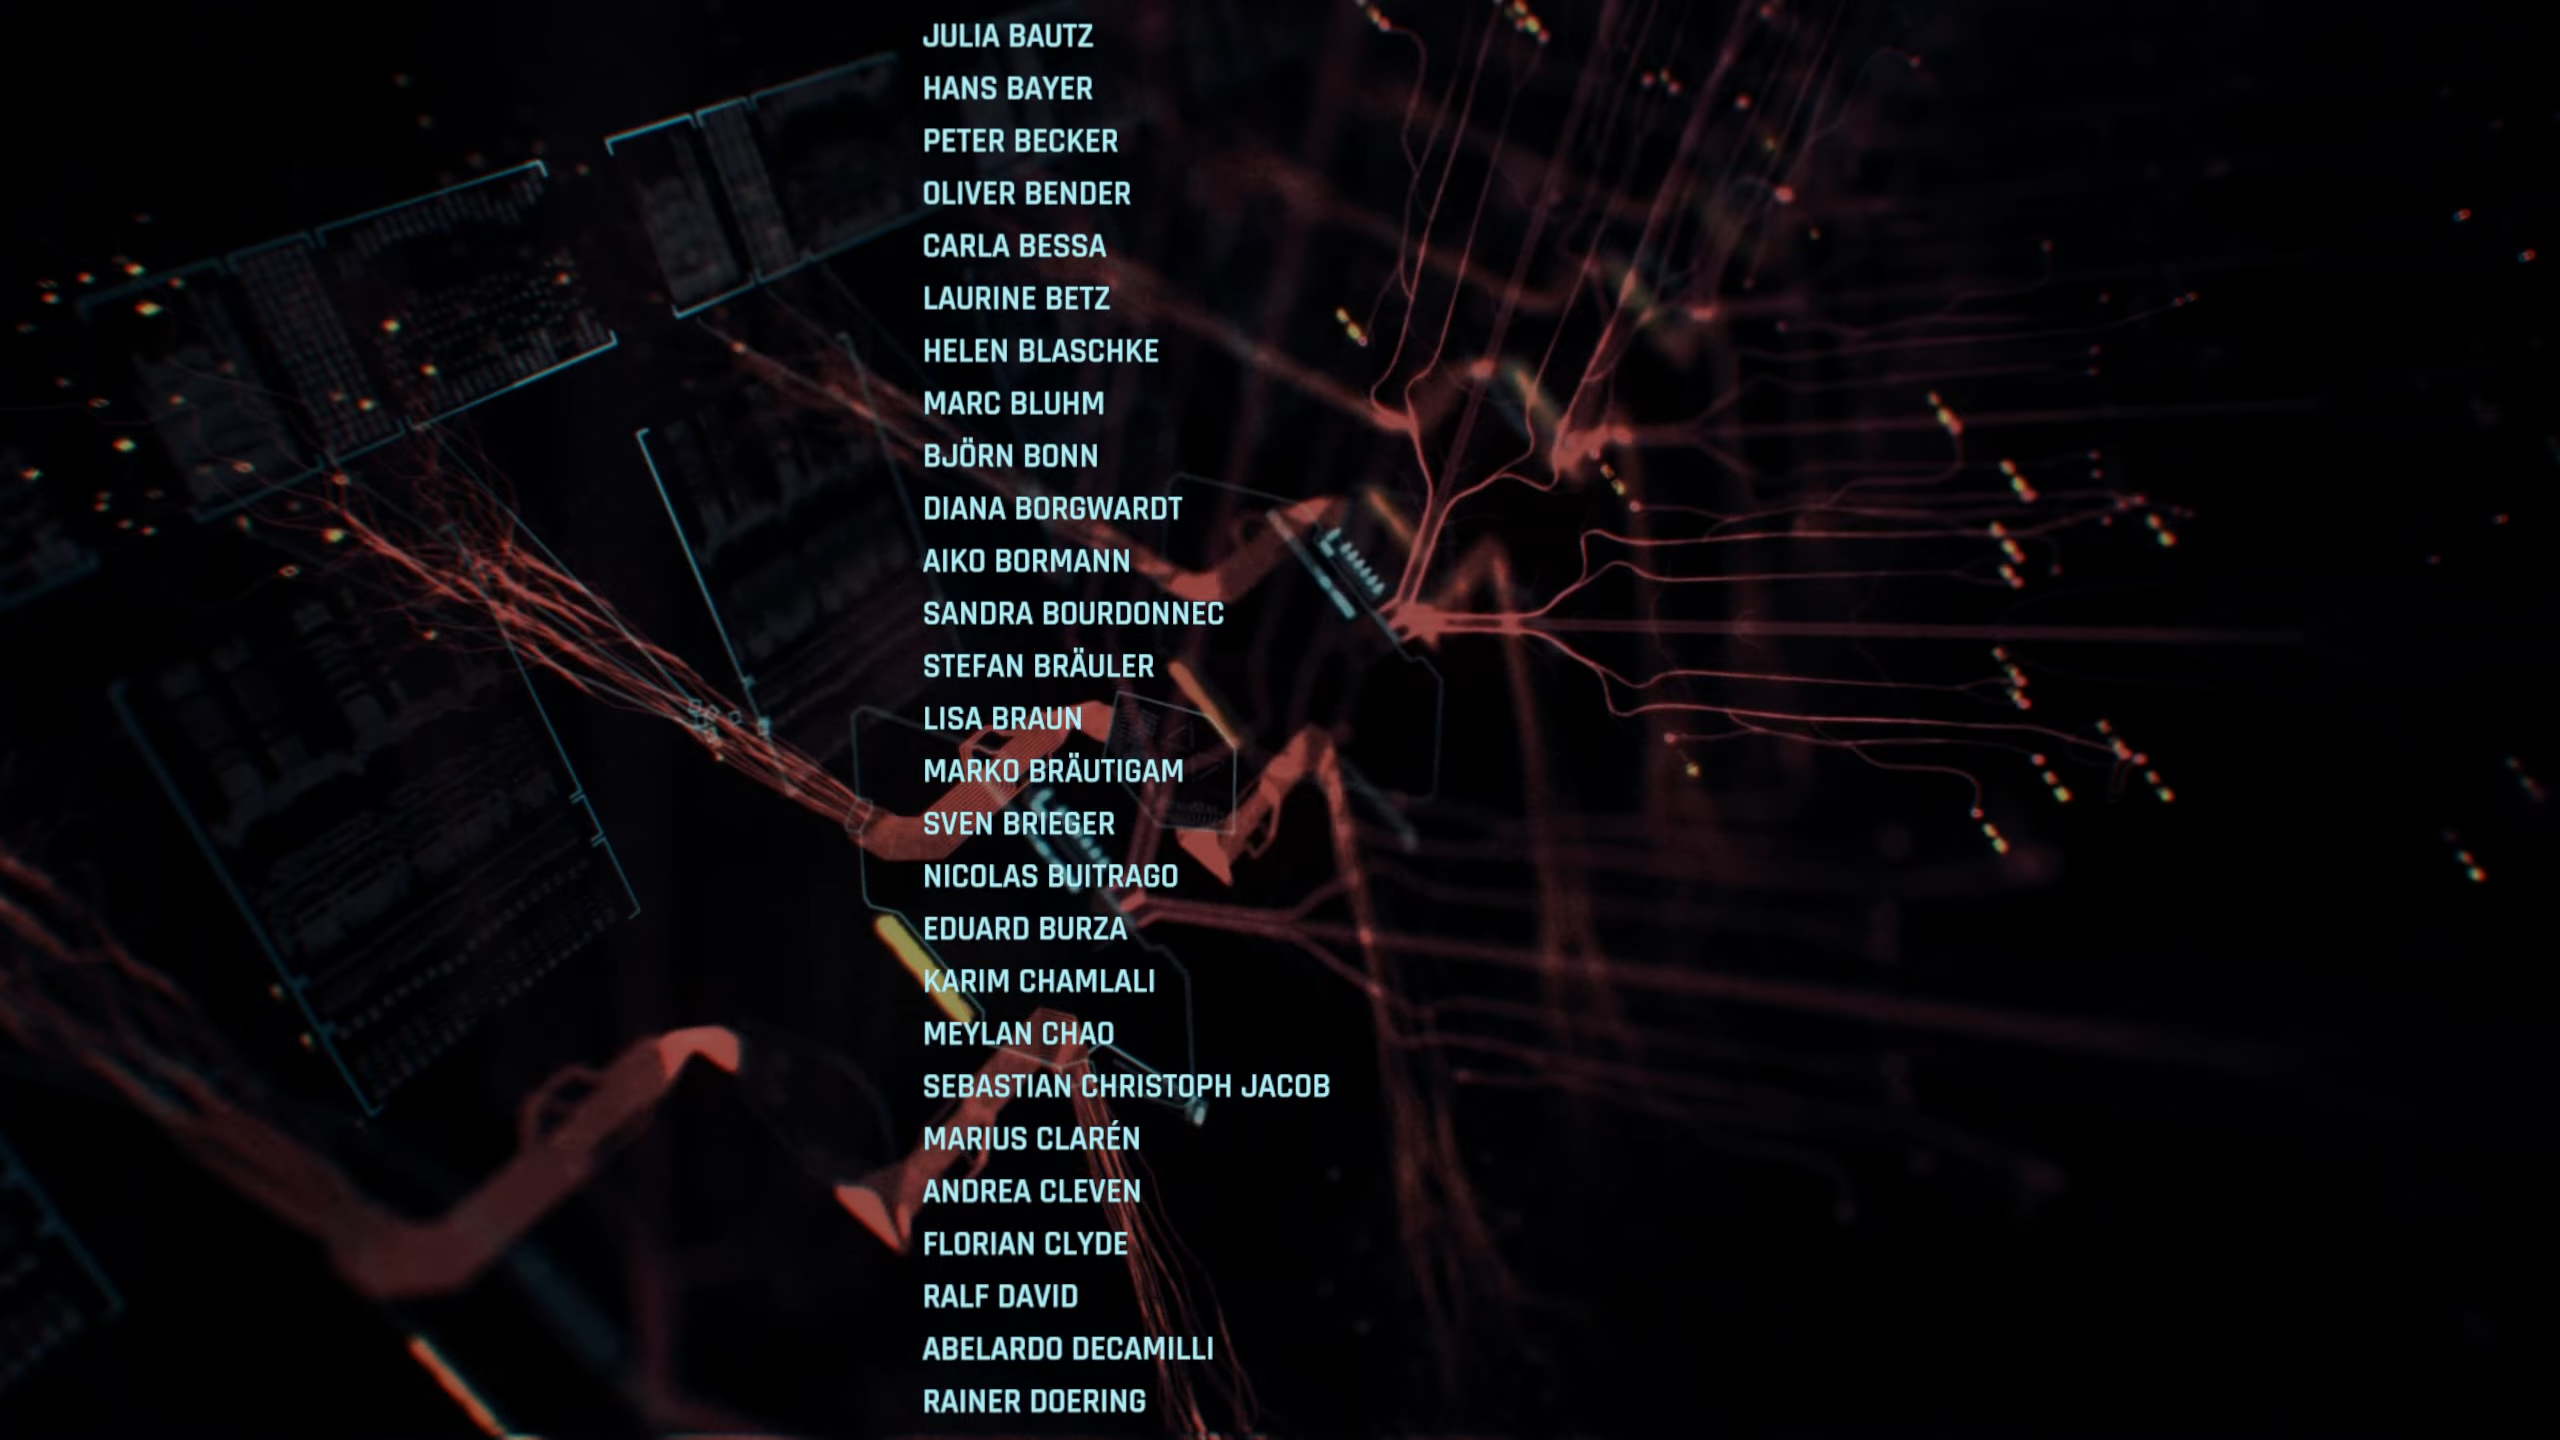 JULIA BAUTZ
HANS BAYER
PETER BECKER
OLIVER BENDER
CARLA BESSA
LAURINE BETZ
HELEN BLASCHKE
MARC BLUHM
BJÖRN BONN
DIANA BORGWARDT
AIKO BORMANN
SANDRA BOURDONNEC
STEFAN BRÄULER
LISA BRAUN
MARKO BRÄUTIGAM
SVEN BRIEGER
NICOLAS BUITRAGO
EDUARD BURZA
KARIM CHAMLALI
MEYLAN CHAO
SEBASTIAN CHRISTOPH JACOB
MARIUS CLARÉN
ANDREA CLEVEN
FLORIAN CLYDE
RALF DAVID
ABELARDO DECAMILLI
RAINER DOERING